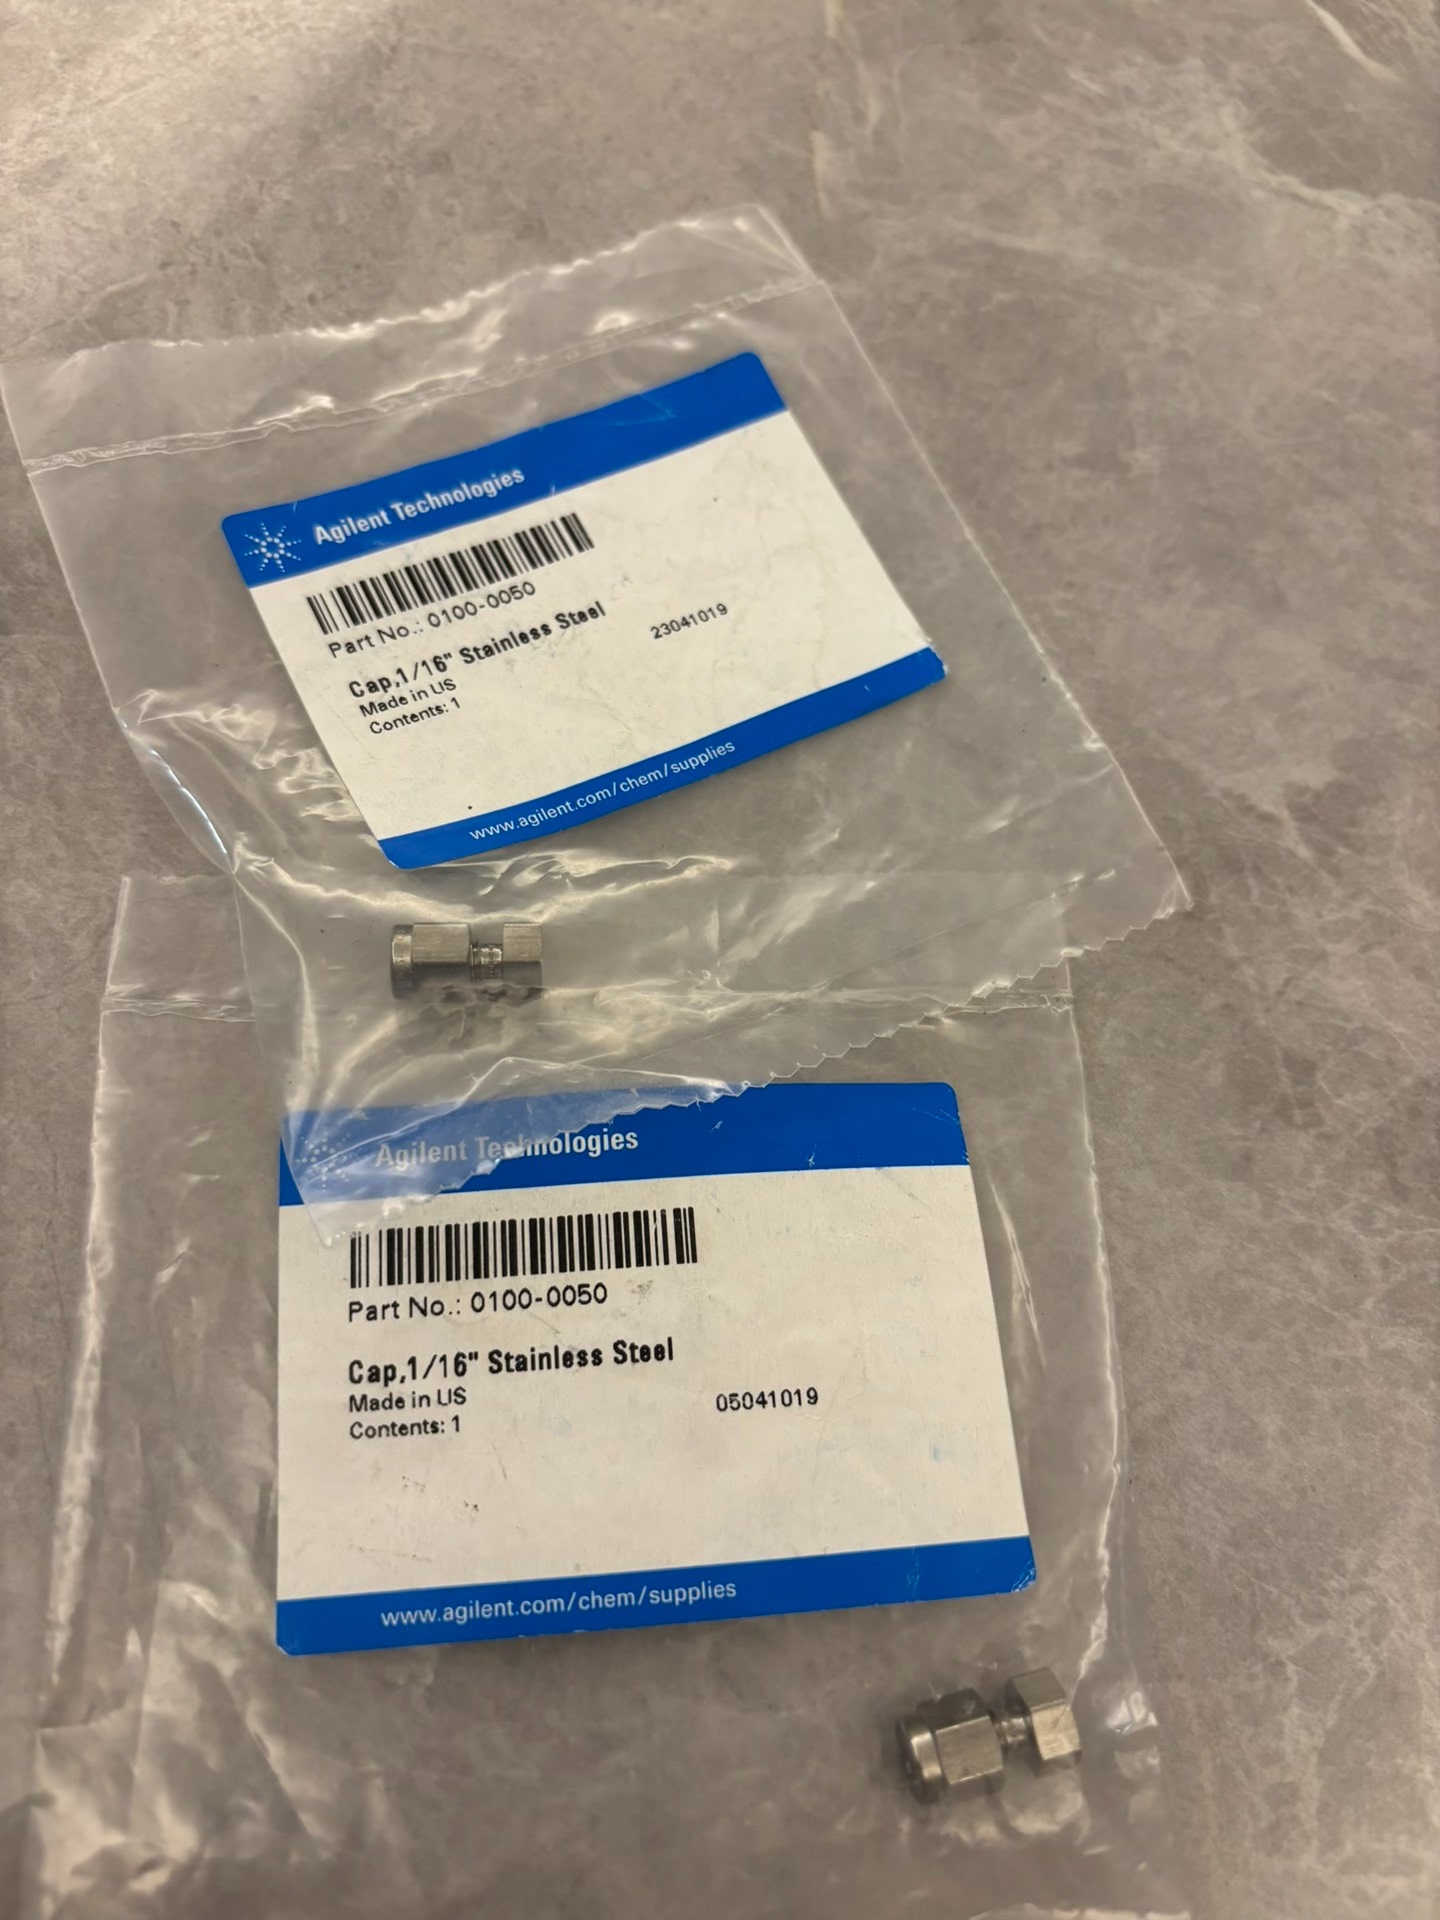 Agilent Technologies
Part No.: 0100-0050
Cap,1/16" Stainless Steel
Made in US
Contents: 1
23041019
www.agilent.com/chem/supplies
Agilent Technologies
Part No.: 0100-0050
Cap,1/16" Stainless Steel
Made in US
Contents: 1
05041019
www.agilent.com/chem/supplies